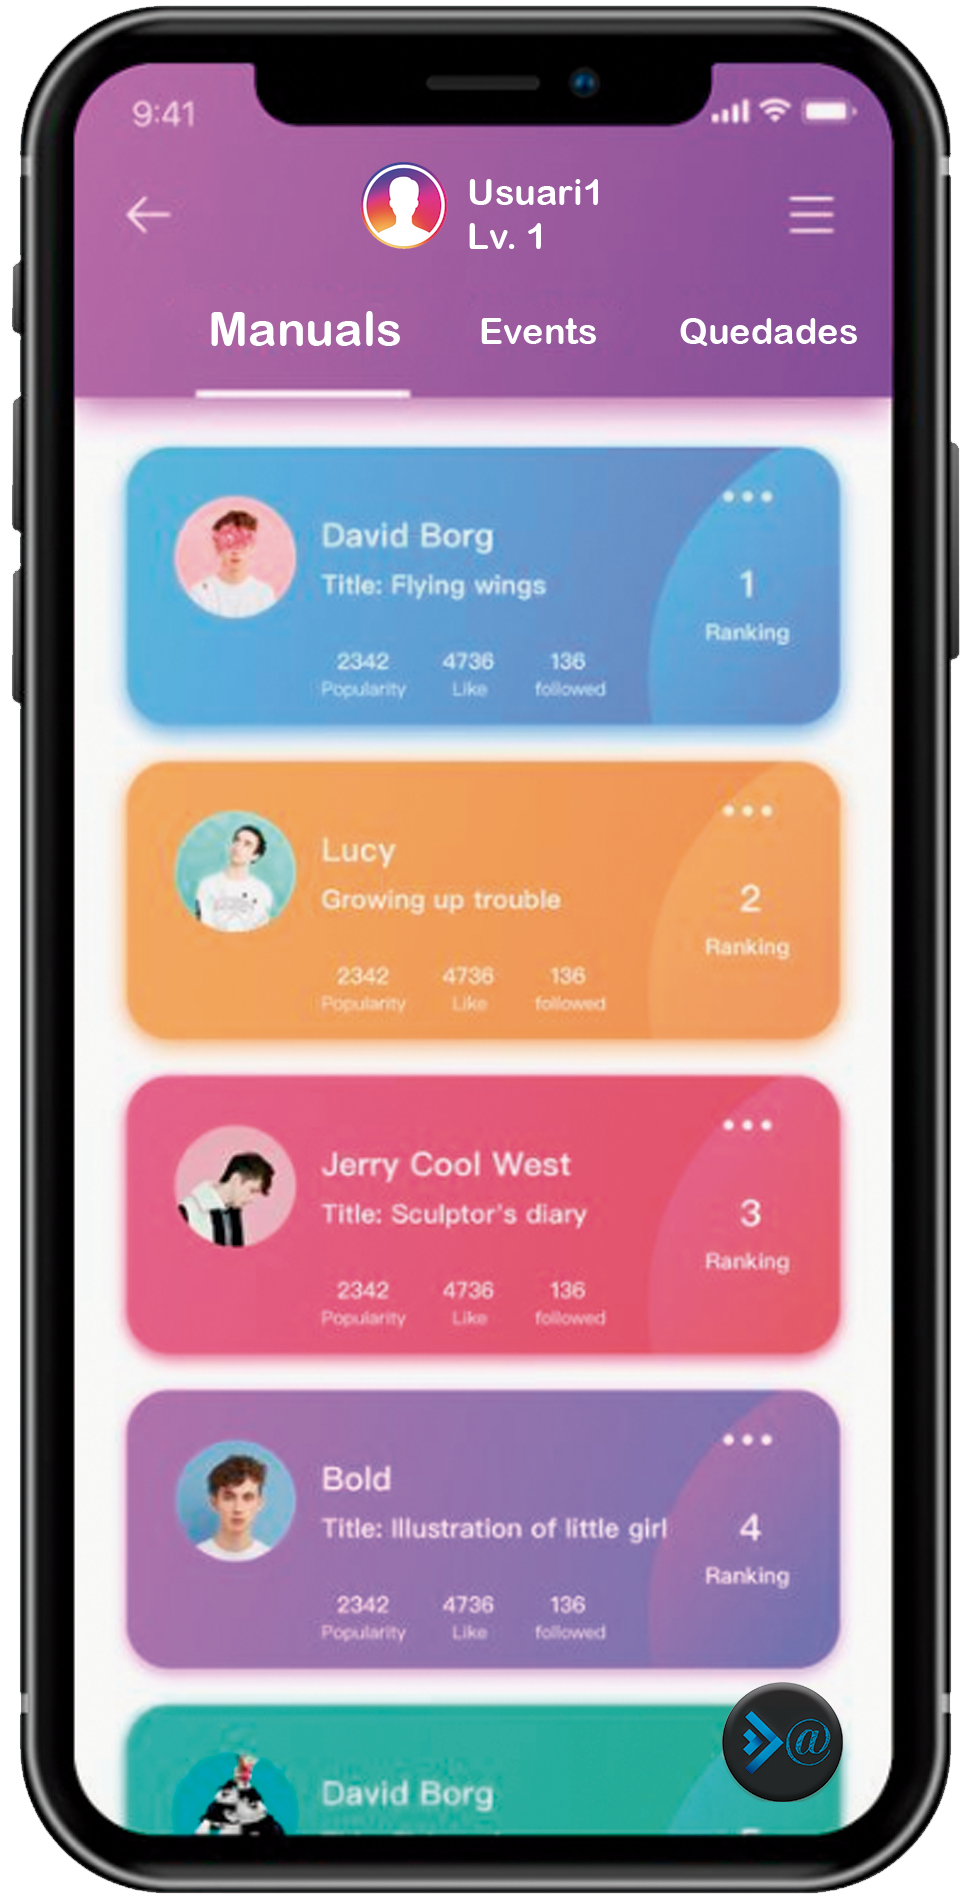 9:41
Usuari1
Lv. 1
Manuals Events Quedades
David Borg
Title: Flying wings
1
Ranking
2342 4736 136
Popularity Like followed
Lucy
Growing up trouble
2
Ranking
2342 4736 136
Popularity Like followed
Jerry Cool West
Title: Sculptor's diary
3
Ranking
2342 4736 136
Popularity Like followed
Bold
Title: Illustration of little girl
4
Ranking
2342 4736 136
Popularity Like followed
@
David Borg